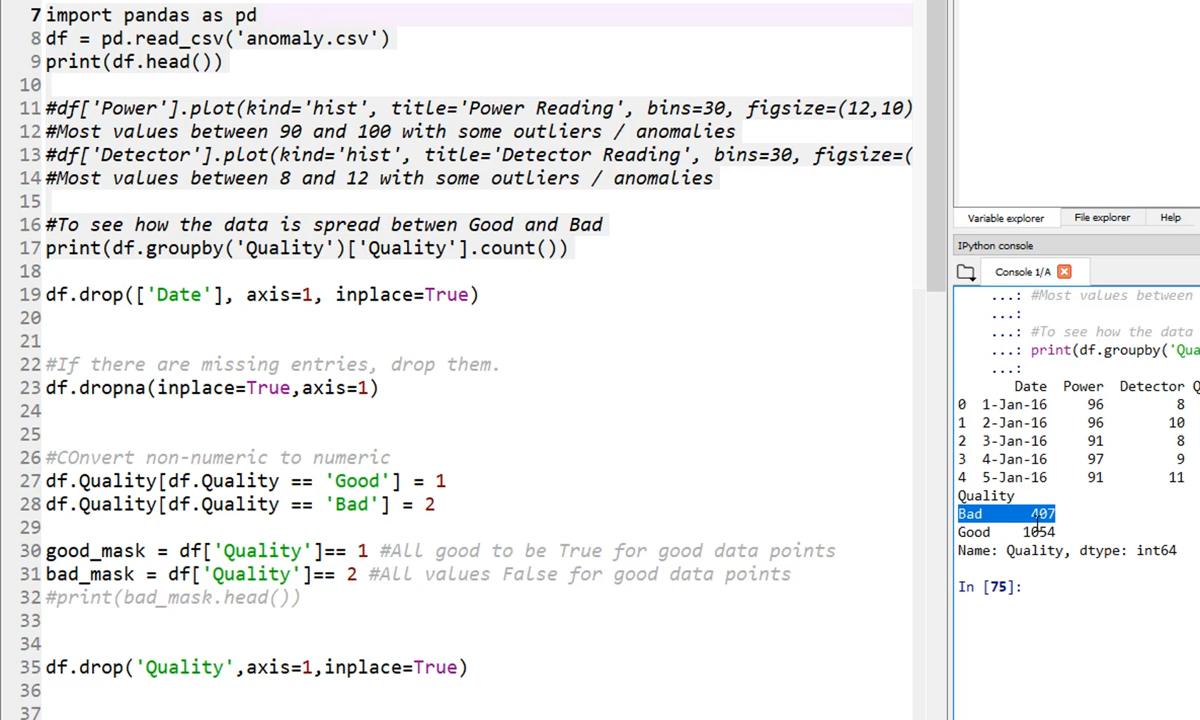 7 import pandas as pd
8 df = pd.read_csv('anomaly.csv')
9 print(df.head())
10
11 #df['Power'].plot(kind='hist', title='Power Reading', bins=30, figsize=(12,10)
12 #Most values between 90 and 100 with some outliers / anomalies
13 #df['Detector'].plot(kind='hist', title='Detector Reading', bins=30, figsize=(
14 #Most values between 8 and 12 with some outliers / anomalies
15
16 #To see how the data is spread betwen Good and Bad
17 print(df.groupby('Quality')['Quality'].count())
18
19 df.drop(['Date'], axis=1, inplace=True)
20
21
22 #If there are missing entries, drop them.
23 df.dropna(inplace=True,axis=1)
24
25
26 #COnvert non-numeric to numeric
27 df.Quality[df.Quality == 'Good'] = 1
28 df.Quality[df.Quality == 'Bad'] = 2
29
30 good_mask = df['Quality']== 1 #All good to be True for good data points
31 bad_mask = df['Quality']== 2 #All values False for good data points
32 #print(bad_mask.head())
33
34
35 df.drop('Quality',axis=1,inplace=True)
36
37
Variable explorer File explorer Help
IPython console
Console 1/A
...: #Most values between
...:
...: #To see how the data
...: print(df.groupby('Qua
...:
Date Power Detector Q
0 1-Jan-16 96 8
1 2-Jan-16 96 10
2 3-Jan-16 91 8
3 4-Jan-16 97 9
4 5-Jan-16 91 11
Quality
Bad 407
Good 1054
Name: Quality, dtype: int64
In [75]: